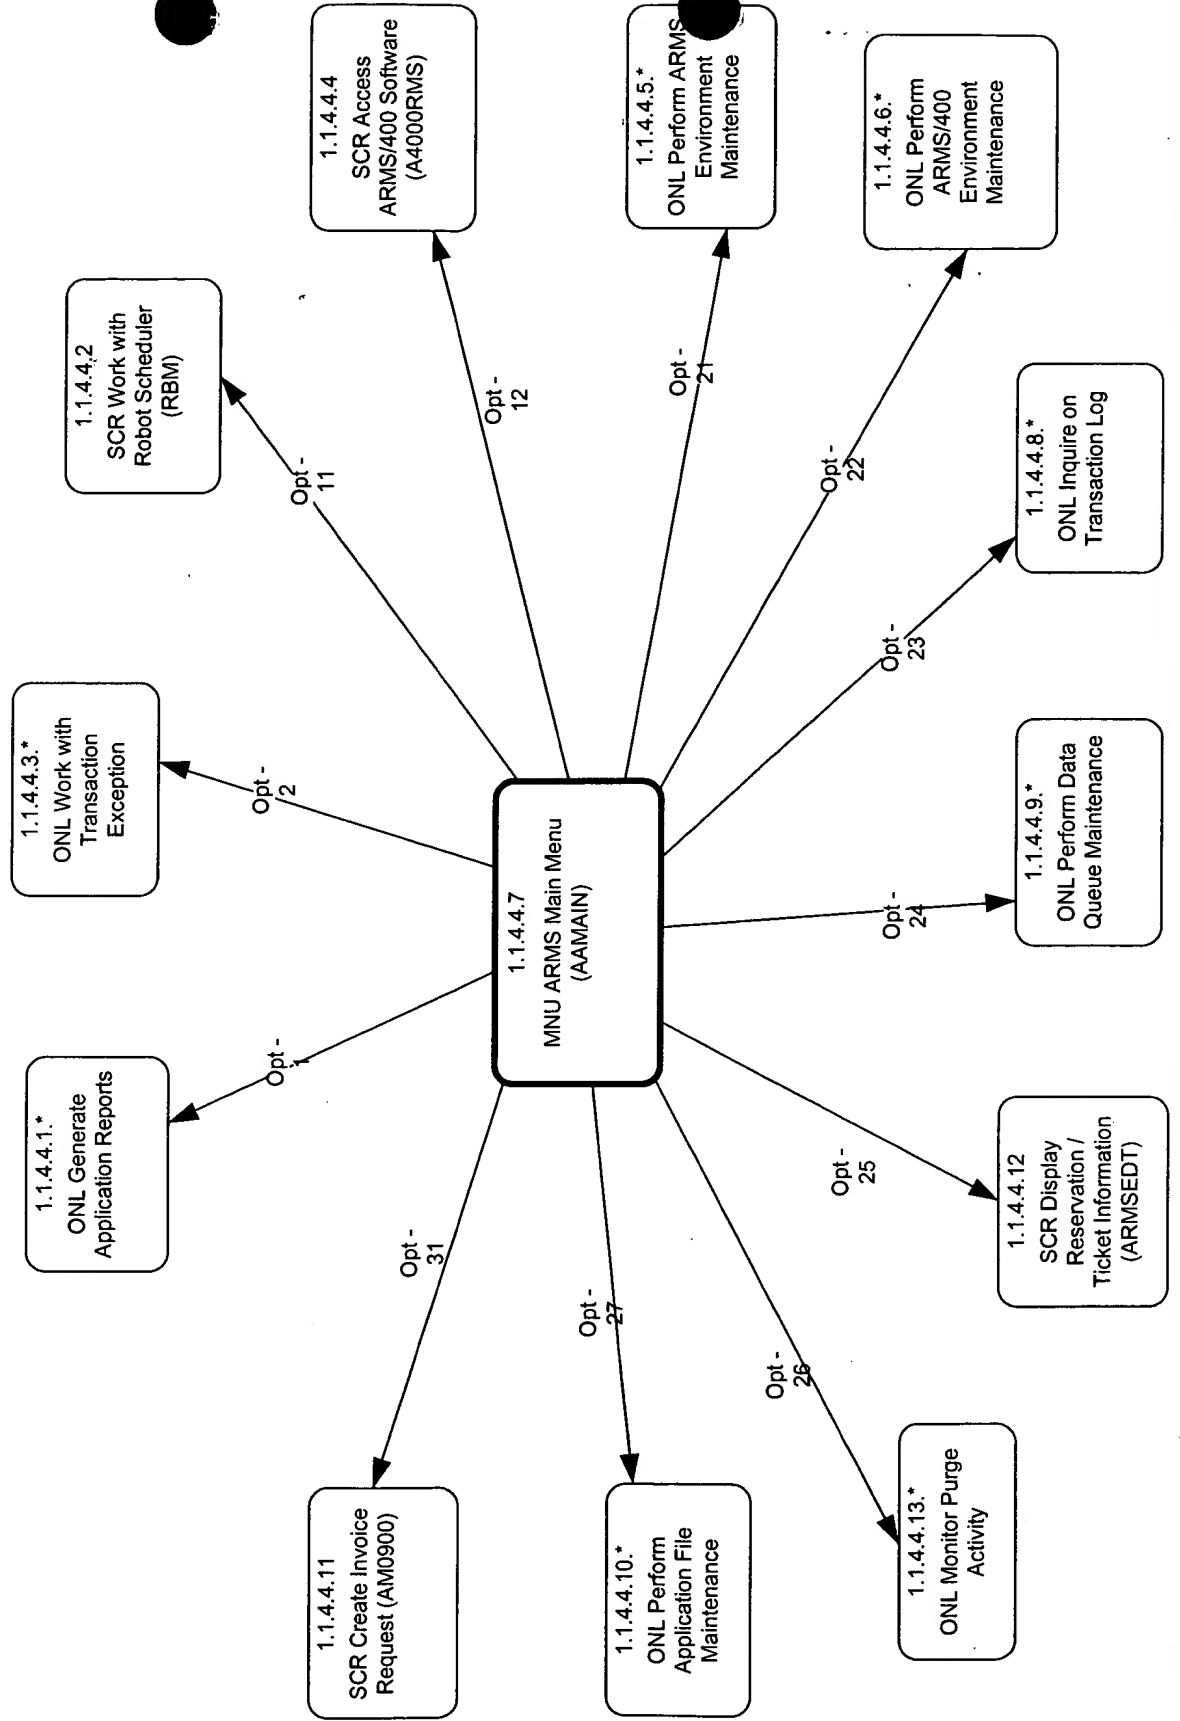 1.1.4.4.1.*
ONL Generate
Application Reports
1.1.4.4.3.*
ONL Work with
Transaction
Exception
1.1.4.4.2
SCR Work with
Robot Scheduler
(RBM)
1.1.4.4.11
SCR Create Invoice
Request (AM0900)
1.1.4.4.4
SCR Access
ARMS/400 Software
(A4000RMS)
Opt -
31
Opt -
1
Opt -
2
Opt -
11
Opt -
12
1.1.4.4.10.*
ONL Perform
Application File
Maintenance
Opt -
27
1.1.4.4.7
MNU ARMS Main Menu
(AAMAIN)
Opt -
21
1.1.4.4.5.*
ONL Perform ARMS
Environment
Maintenance
Opt -
26
Opt -
25
Opt -
24
Opt -
23
Opt -
22
1.1.4.4.6.*
ONL Perform
ARMS/400
Environment
Maintenance
1.1.4.4.13.*
ONL Monitor Purge
Activity
1.1.4.4.12
SCR Display
Reservation /
Ticket Information
(ARMSEDT)
1.1.4.4.9.*
ONL Perform Data
Queue Maintenance
1.1.4.4.8.*
ONL Inquire on
Transaction Log